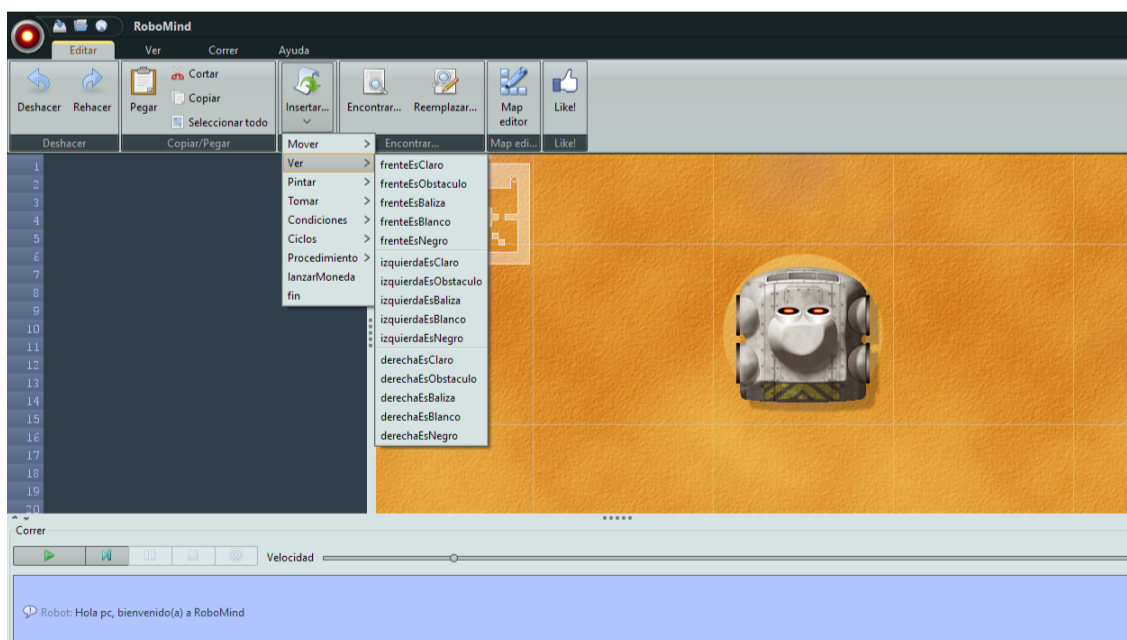 RoboMind
Editar Ver Correr Ayuda
Deshacer Rehacer Pegar Cortar Copiar Seleccionar todo Insertar... Encontrar... Reemplazar... Map editor Like!
Deshacer Copiar/Pegar Encontrar... Map edi... Like!
Mover
Ver
Pintar
Tomar
Condiciones
Ciclos
Procedimiento
lanzarMoneda
fin
frenteEsClaro
frenteEsObstaculo
frenteEsBaliza
frenteEsBlanco
frenteEsNegro
izquierdaEsClaro
izquierdaEsObstaculo
izquierdaEsBaliza
izquierdaEsBlanco
izquierdaEsNegro
derechaEsClaro
derechaEsObstaculo
derechaEsBaliza
derechaEsBlanco
derechaEsNegro
1
2
3
4
5
6
7
8
9
10
11
12
13
14
15
16
17
18
19
20
Correr
Velocidad
Robot: Hola pc, bienvenido(a) a RoboMind